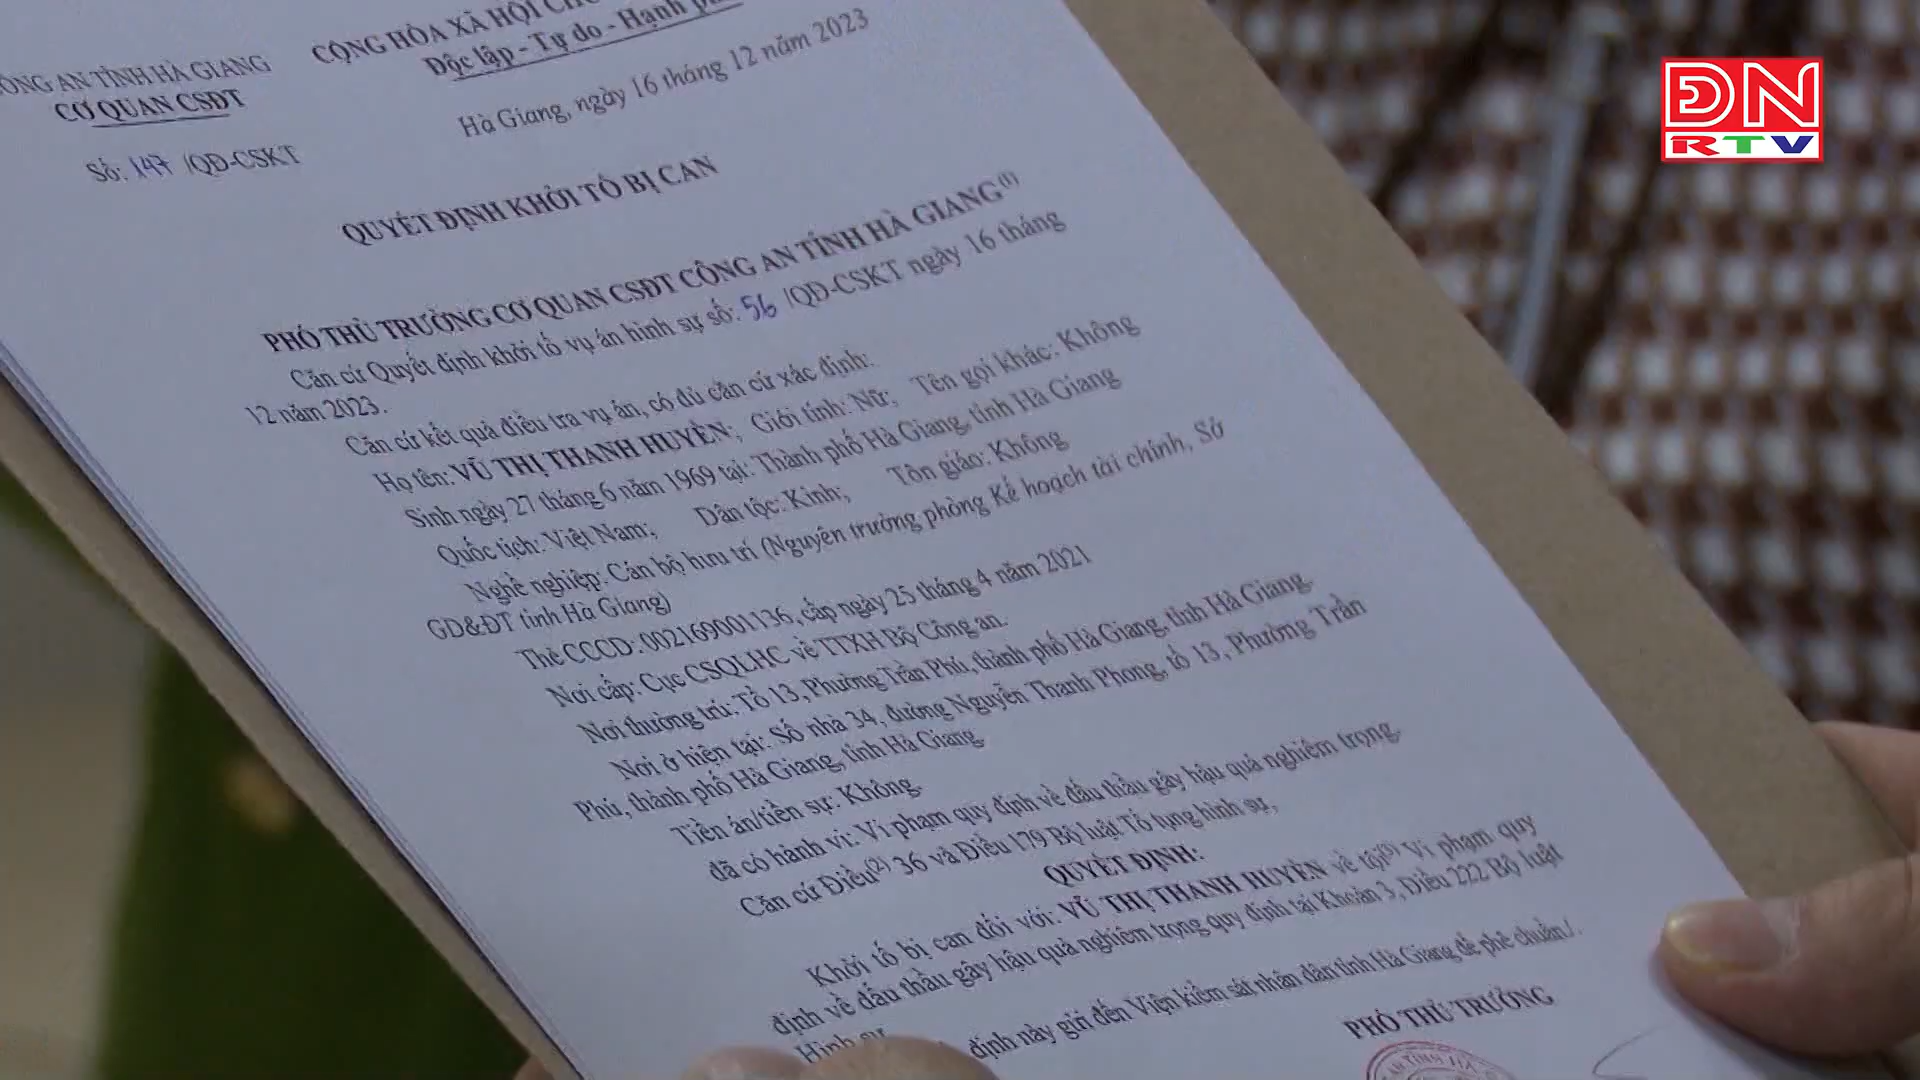 CỘNG HÒA XÃ HỘI
ÔNG AN TỈNH HÀ GIANG
Độc lập - Tự do - Hạnh
CƠ QUAN CSĐT
Hà Giang, ngày 16 tháng 12 năm 2023
Số: 147 /QĐ-CSKT
QUYẾT ĐỊNH KHỞI TỐ BỊ CAN
PHÓ THỦ TRƯỞNG CƠ QUAN CSĐT CÔNG AN TỈNH HÀ GIANG(1)
Căn cứ Quyết định khởi tố vụ án hình sự số: 56 /QĐ-CSKT ngày 16 tháng
12 năm 2023.
Căn cứ kết quả điều tra vụ án, có đủ căn cứ xác định:
Họ tên: VŨ THỊ THANH HUYỀN; Giới tính: Nữ; Tên gọi khác: Không
Sinh ngày 27 tháng 6 năm 1969 tại: Thành phố Hà Giang, tỉnh Hà Giang
Quốc tịch: Việt Nam; Dân tộc: Kinh; Tôn giáo: Không
Nghề nghiệp: Cán bộ hưu trí (Nguyên trưởng phòng Kế hoạch tài chính, Sở
GD&ĐT tỉnh Hà Giang)
Thẻ CCCD: 002169001136, cấp ngày 25 tháng 4 năm 2021
Nơi cấp: Cục CSQLHC về TTXH Bộ Công an.
Nơi thường trú: Tổ 13, Phường Trần Phú, thành phố Hà Giang, tỉnh Hà Giang.
Nơi ở hiện tại: Số nhà 34, đường Nguyễn Thanh Phong, tổ 13, Phường Trần
Phú, thành phố Hà Giang, tỉnh Hà Giang.
Tiền án/tiền sự: Không.
đã có hành vi: Vi phạm quy định về đấu thầu gây hậu quả nghiêm trọng.
Căn cứ Điều(2) 36 và Điều 179 Bộ luật Tố tụng hình sự,
QUYẾT ĐỊNH:
Khởi tố bị can đối với: VŨ THỊ THANH HUYỀN về tội(3) Vi phạm quy
định về đấu thầu gây hậu quả nghiêm trọng quy định tại Khoản 3, Điều 222 Bộ luật
Hình sự
định này gửi đến Viện kiểm sát nhân dân tỉnh Hà Giang để phê chuẩn/.
PHÓ THỦ TRƯỞNG
ĐN
RTV